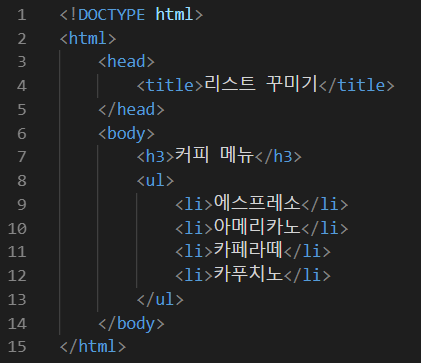 1 <!DOCTYPE html>
2 <html>
3     <head>
4         <title>리스트 꾸미기</title>
5     </head>
6     <body>
7         <h3>커피 메뉴</h3>
8         <ul>
9             <li>에스프레소</li>
10             <li>아메리카노</li>
11             <li>카페라떼</li>
12             <li>카푸치노</li>
13         </ul>
14     </body>
15 </html>